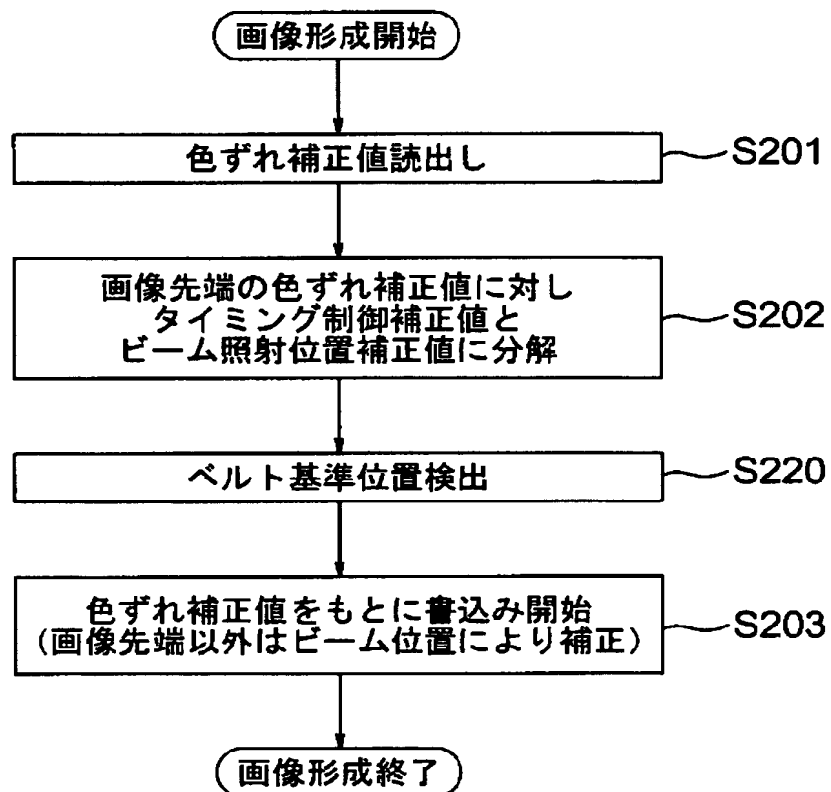 画像形成開始
色ずれ補正値読出し
S201
画像先端の色ずれ補正値に対し
タイミング制御補正値と
ビーム照射位置補正値に分解
S202
ベルト基準位置検出
S220
色ずれ補正値をもとに書込み開始
(画像先端以外はビーム位置により補正)
S203
画像形成終了